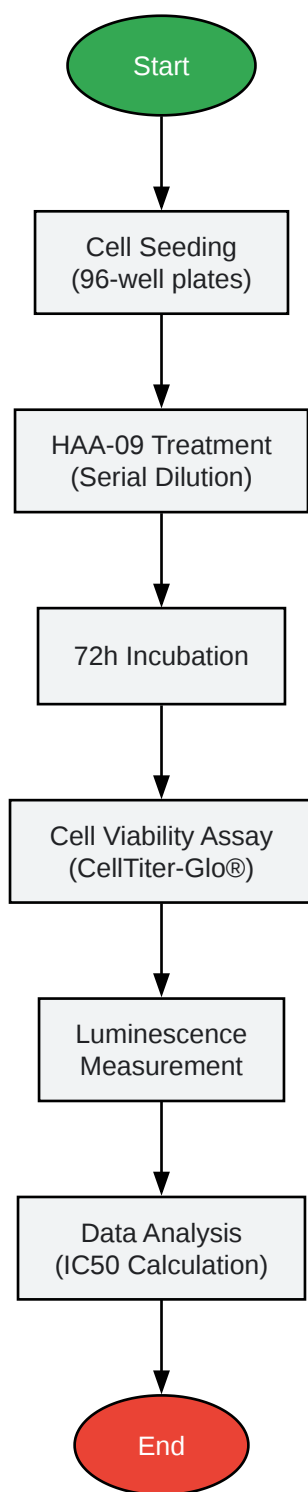 Start
Cell Seeding
(96-well plates)
HAA-09 Treatment
(Serial Dilution)
72h Incubation
Cell Viability Assay
(CellTiter-Glo®)
Luminescence
Measurement
Data Analysis
(IC50 Calculation)
End